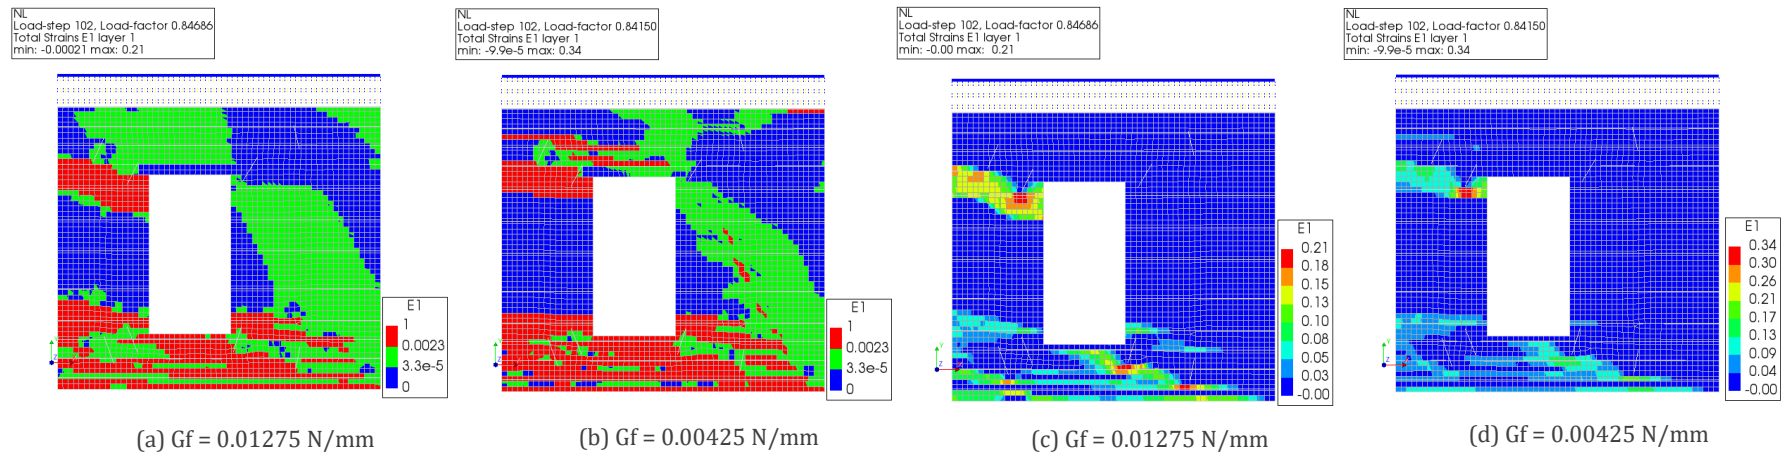 NL
Load-step 102, Load-factor 0.84686
Total Strains E1 layer 1
min: -0.00021 max: 0.21
E1
1
0.0023
3.3e-5
0
(a) Gf = 0.01275 N/mm
NL
Load-step 102, Load-factor 0.84150
Total Strains E1 layer 1
min: -9.9e-5 max: 0.34
E1
1
0.0023
3.3e-5
0
(b) Gf = 0.00425 N/mm
NL
Load-step 102, Load-factor 0.84686
Total Strains E1 layer 1
min: -0.00 max: 0.21
E1
0.21
0.18
0.15
0.13
0.10
0.08
0.05
0.03
-0.00
(c) Gf = 0.01275 N/mm
NL
Load-step 102, Load-factor 0.84150
Total Strains E1 layer 1
min: -9.9e-5 max: 0.34
E1
0.34
0.30
0.26
0.21
0.17
0.13
0.09
0.04
-0.00
(d) Gf = 0.00425 N/mm